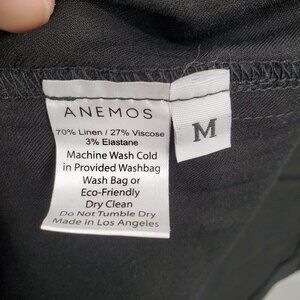 ANEMOS
70% Linen / 27% Viscose
3% Elastane
Machine Wash Cold
in Provided Washbag
Wash Bag or
Eco-Friendly
Dry Clean
Do Not Tumble Dry
Made in Los Angeles
M